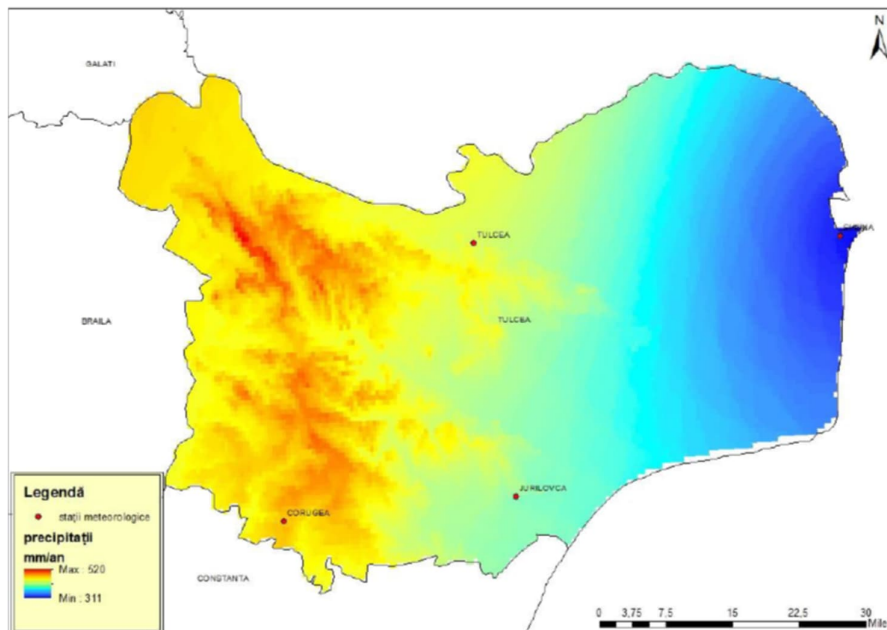 N
GALATI
TULCEA
BRAILA
TULCEA
JURILOVCA
CORUGEA
CONSTANTA
Legendă
stații meteorologice
precipitații
mm/an
Max : 520
Min : 311
0 3,75 7,5 15 22,5 30
Mile